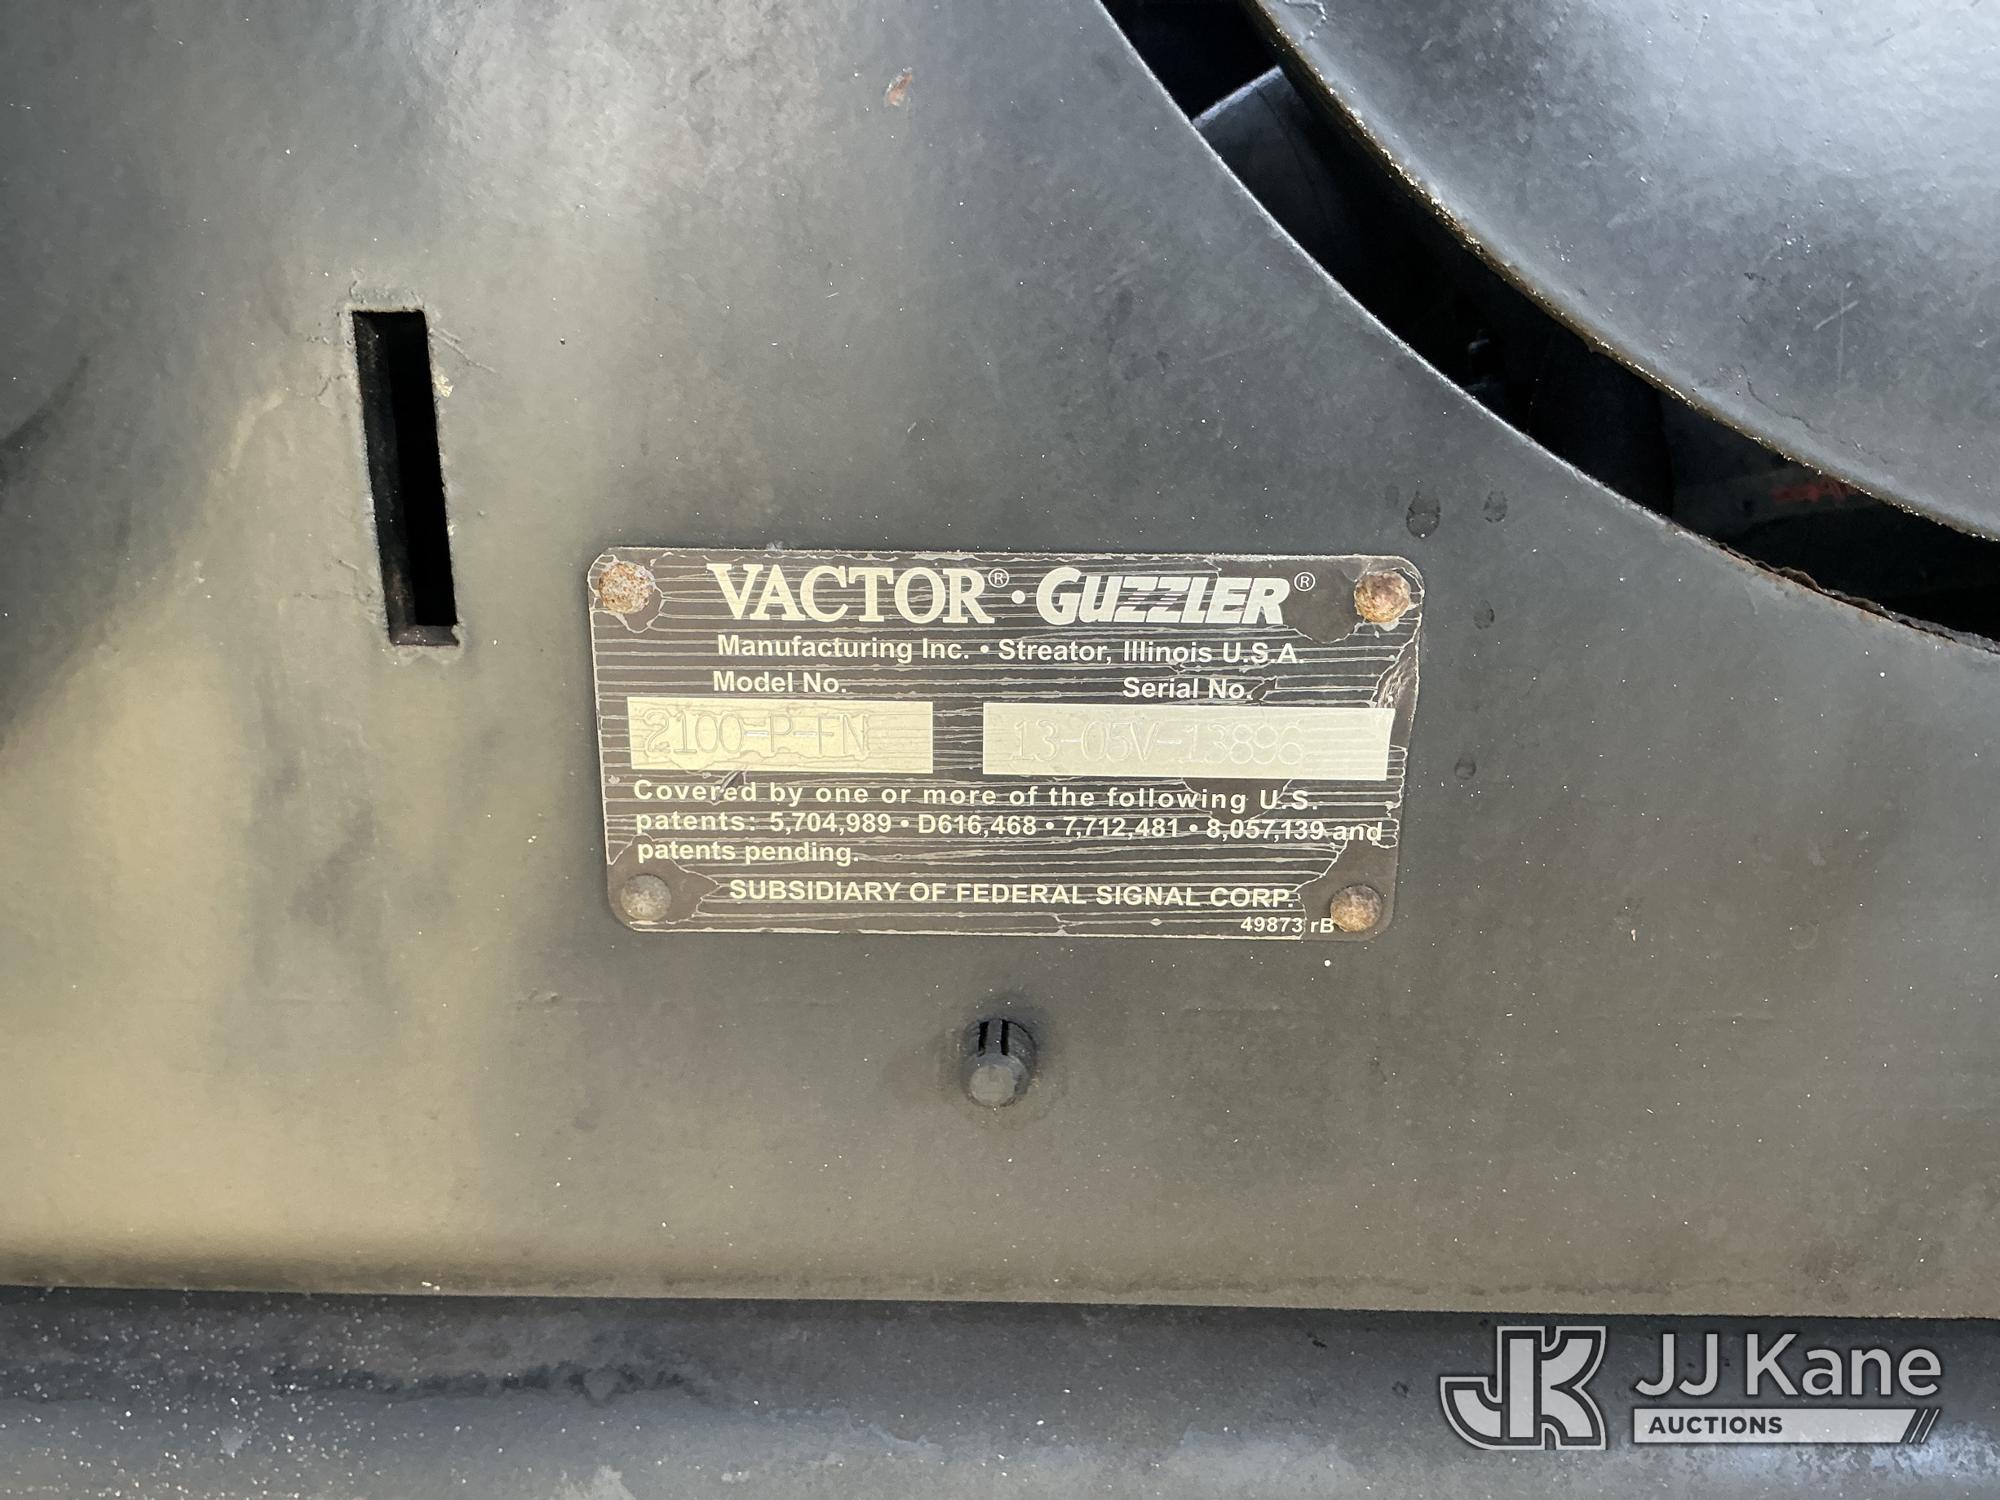 VACTOR® • GUZZLER®
Manufacturing Inc. • Streator, Illinois U.S.A.
Model No. Serial No.
2100-P-FN 13-05V-13896
Covered by one or more of the following U.S.
patents: 5,704,989 • D616,468 • 7,712,481 • 8,057,139 and
patents pending.
SUBSIDIARY OF FEDERAL SIGNAL CORP.
49873 rB
JK JJ Kane
AUCTIONS